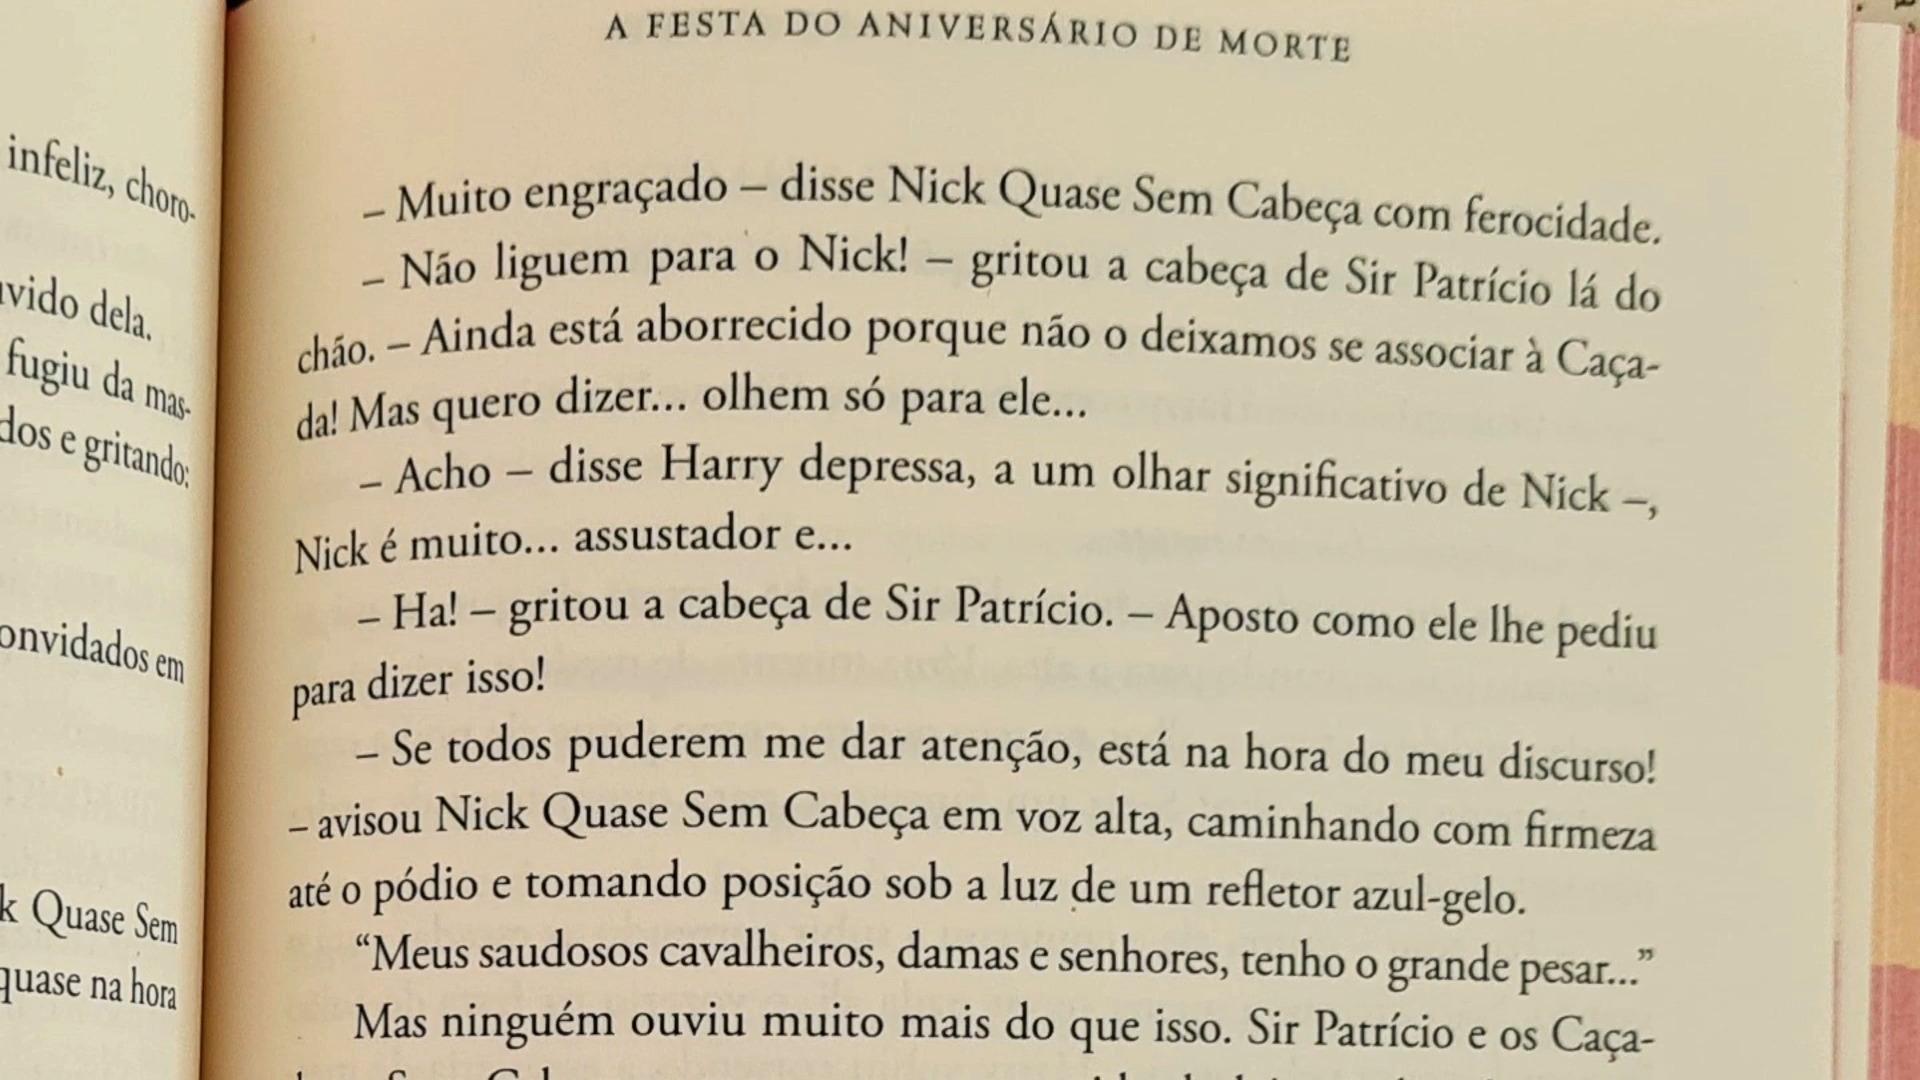 infeliz, choro-
dela.
fugiu da mas-
e gritando:
em
Quase Sem
quase na hora
A FESTA DO ANIVERSÁRIO DE MORTE
– Muito engraçado – disse Nick Quase Sem Cabeça com ferocidade.
– Não liguem para o Nick! – gritou a cabeça de Sir Patrício lá do
chão. – Ainda está aborrecido porque não o deixamos se associar à Caça-
da! Mas quero dizer... olhem só para ele...
– Acho – disse Harry depressa, a um olhar significativo de Nick –,
Nick é muito... assustador e...
– Ha! – gritou a cabeça de Sir Patrício. – Aposto como ele lhe pediu
para dizer isso!
– Se todos puderem me dar atenção, está na hora do meu discurso!
– avisou Nick Quase Sem Cabeça em voz alta, caminhando com firmeza
até o pódio e tomando posição sob a luz de um refletor azul-gelo.
“Meus saudosos cavalheiros, damas e senhores, tenho o grande pesar...”
Mas ninguém ouviu muito mais do que isso. Sir Patrício e os Caça-